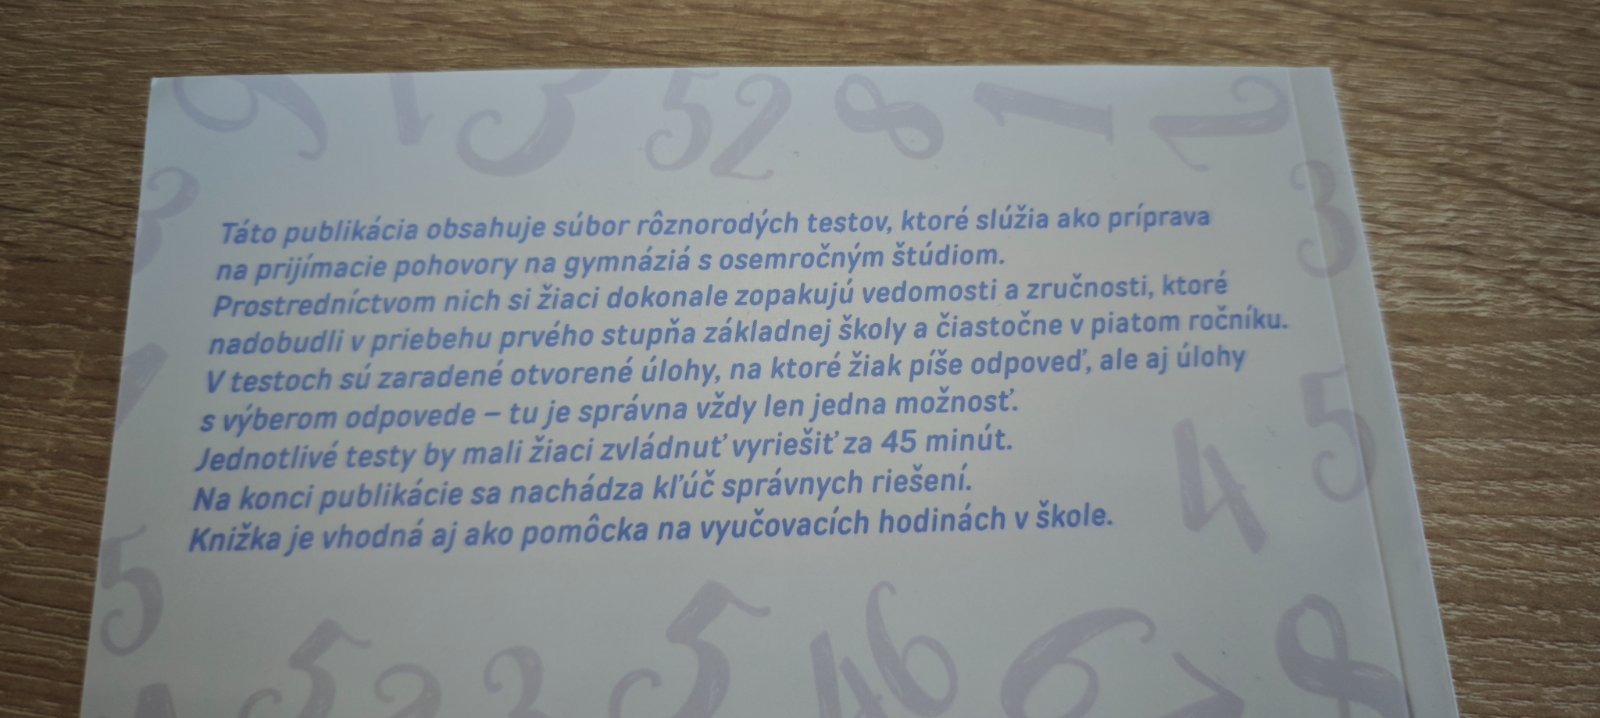 Táto publikácia obsahuje súbor rôznorodých testov, ktoré slúžia ako príprava
na prijímacie pohovory na gymnáziá s osemročným štúdiom.
Prostredníctvom nich si žiaci dokonale zopakujú vedomosti a zručnosti, ktoré
nadobudli v priebehu prvého stupňa základnej školy a čiastočne v piatom ročníku.
V testoch sú zaradené otvorené úlohy, na ktoré žiak píše odpoveď, ale aj úlohy
s výberom odpovede – tu je správna vždy len jedna možnosť.
Jednotlivé testy by mali žiaci zvládnuť vyriešiť za 45 minút.
Na konci publikácie sa nachádza kľúč správnych riešení.
Knižka je vhodná aj ako pomôcka na vyučovacích hodinách v škole.